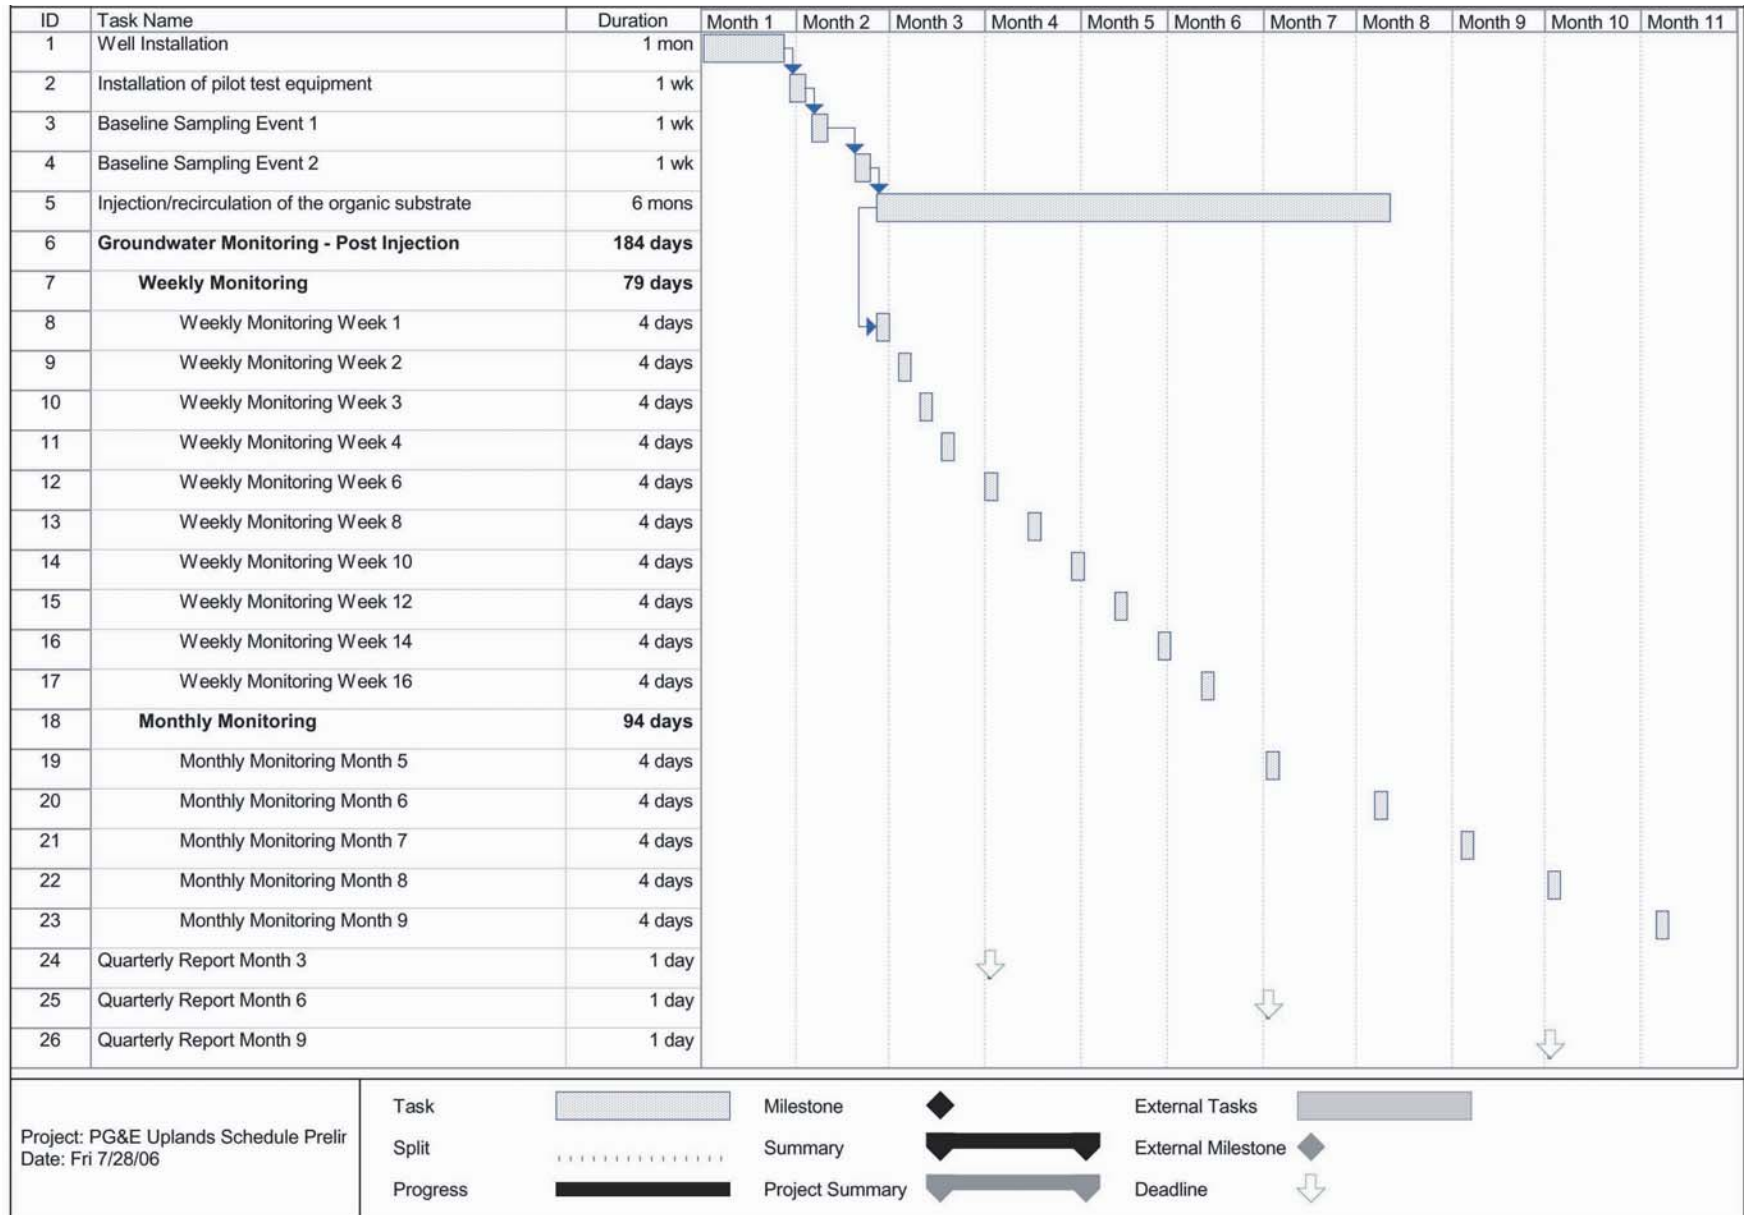 ID Task Name Duration Month 1 Month 2 Month 3 Month 4 Month 5 Month 6 Month 7 Month 8 Month 9 Month 10 Month 11
1 Well Installation 1 mon
2 Installation of pilot test equipment 1 wk
3 Baseline Sampling Event 1 1 wk
4 Baseline Sampling Event 2 1 wk
5 Injection/recirculation of the organic substrate 6 mons
6 Groundwater Monitoring - Post Injection 184 days
7 Weekly Monitoring 79 days
8 Weekly Monitoring Week 1 4 days
9 Weekly Monitoring Week 2 4 days
10 Weekly Monitoring Week 3 4 days
11 Weekly Monitoring Week 4 4 days
12 Weekly Monitoring Week 6 4 days
13 Weekly Monitoring Week 8 4 days
14 Weekly Monitoring Week 10 4 days
15 Weekly Monitoring Week 12 4 days
16 Weekly Monitoring Week 14 4 days
17 Weekly Monitoring Week 16 4 days
18 Monthly Monitoring 94 days
19 Monthly Monitoring Month 5 4 days
20 Monthly Monitoring Month 6 4 days
21 Monthly Monitoring Month 7 4 days
22 Monthly Monitoring Month 8 4 days
23 Monthly Monitoring Month 9 4 days
24 Quarterly Report Month 3 1 day
25 Quarterly Report Month 6 1 day
26 Quarterly Report Month 9 1 day
Project: PG&E Uplands Schedule Prelir
Date: Fri 7/28/06
Task Milestone External Tasks
Split Summary External Milestone
Progress Project Summary Deadline